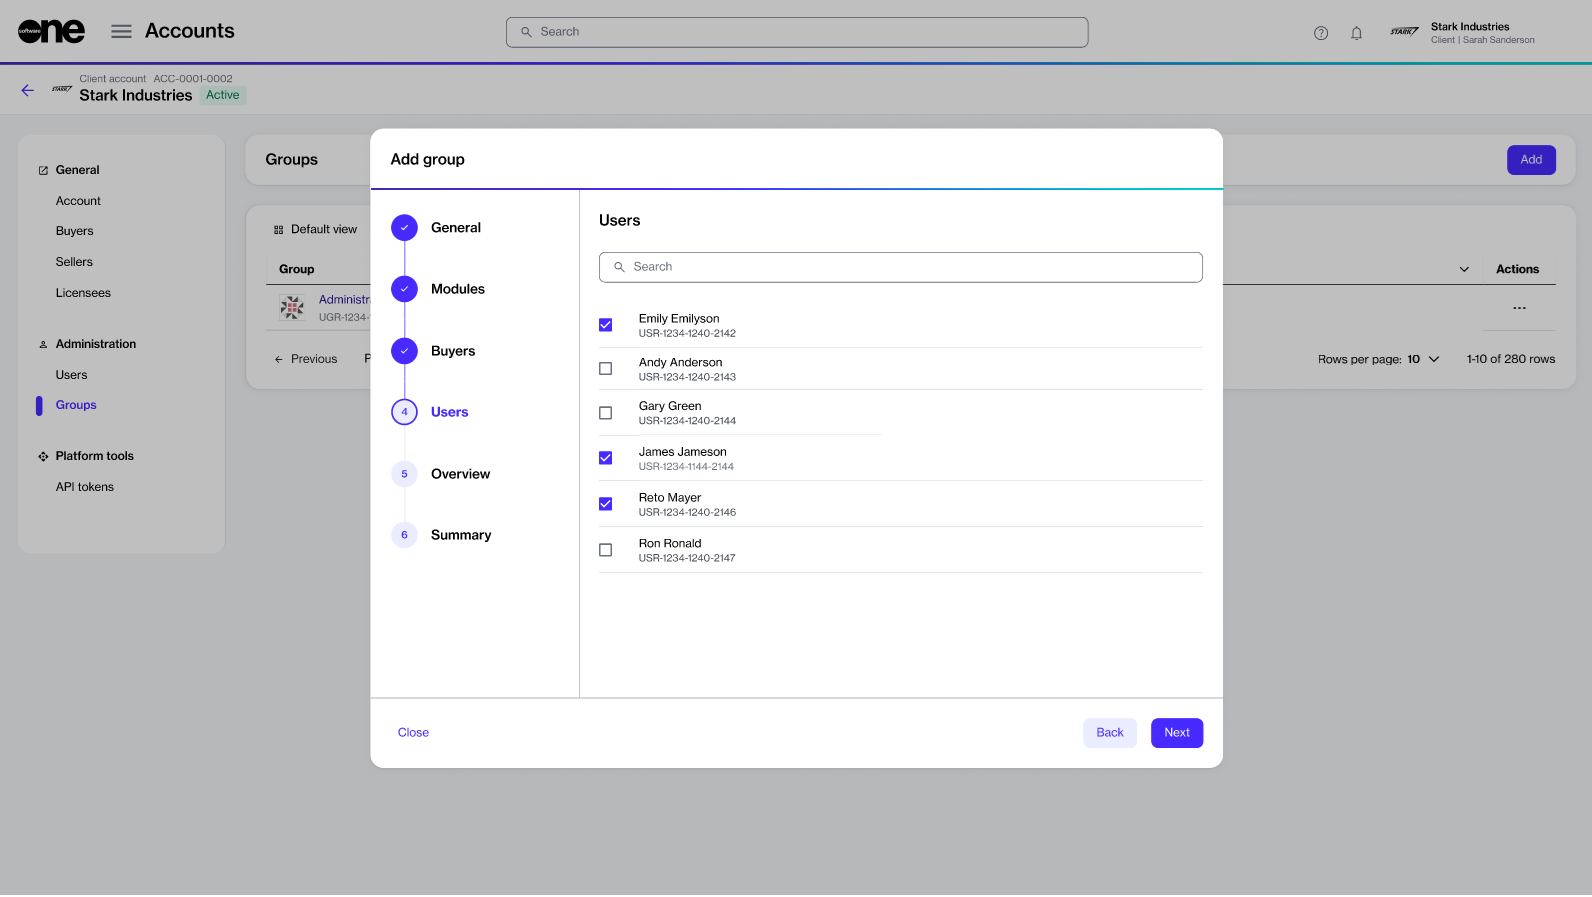 software
one
Accounts
Search
STARK
Stark Industries
Client | Sarah Sanderson
Client account ACC-0001-0002
STARK
Stark Industries
Active
General
Account
Buyers
Sellers
Licensees
Administration
Users
Groups
Platform tools
API tokens
Groups
Add
Default view
Group
Actions
Administr
UGR-1234-
Previous
P
Rows per page: 10
1-10 of 280 rows
Add group
General
Modules
Buyers
4 Users
5 Overview
6 Summary
Users
Search
Emily Emilyson
USR-1234-1240-2142
Andy Anderson
USR-1234-1240-2143
Gary Green
USR-1234-1240-2144
James Jameson
USR-1234-1144-2144
Reto Mayer
USR-1234-1240-2146
Ron Ronald
USR-1234-1240-2147
Close
Back
Next